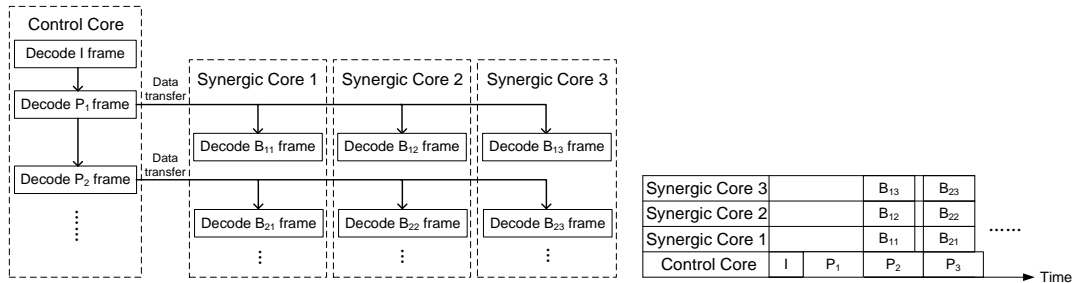 Control Core
Decode I frame
Data
transfer
Synergic Core 1
Synergic Core 2
Synergic Core 3
Decode P1 frame
Decode B11 frame
Decode B12 frame
Decode B13 frame
Data
transfer
Decode P2 frame
Decode B21 frame
Decode B22 frame
Decode B23 frame
Synergic Core 3 B13 B23
Synergic Core 2 B12 B22
Synergic Core 1 B11 B21
......
Control Core I P1 P2 P3
Time